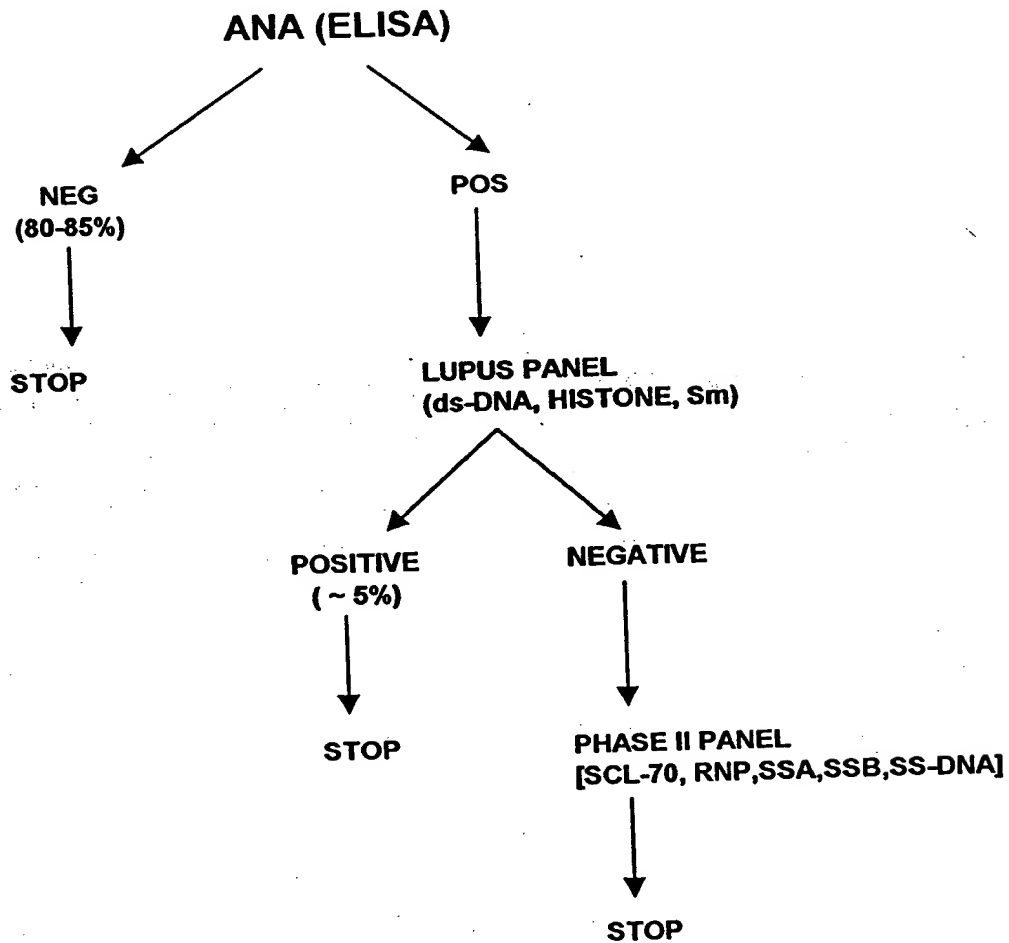 ANA (ELISA)
NEG
(80-85%)
POS
STOP
LUPUS PANEL
(ds-DNA, HISTONE, Sm)
POSITIVE
( ~ 5%)
NEGATIVE
STOP
PHASE II PANEL
[SCL-70, RNP,SSA,SSB,SS-DNA]
STOP